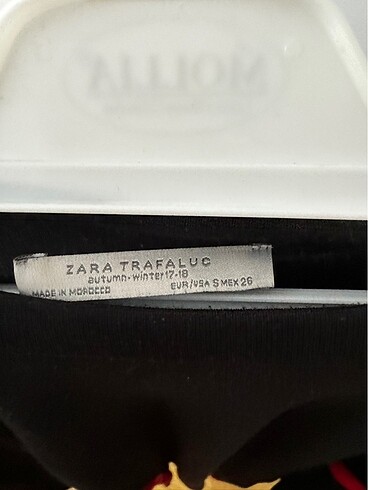 ZARA TRAFALUC
autumn-winter 17-18
MADE IN MOROCCO EUR/USA S MEX 26